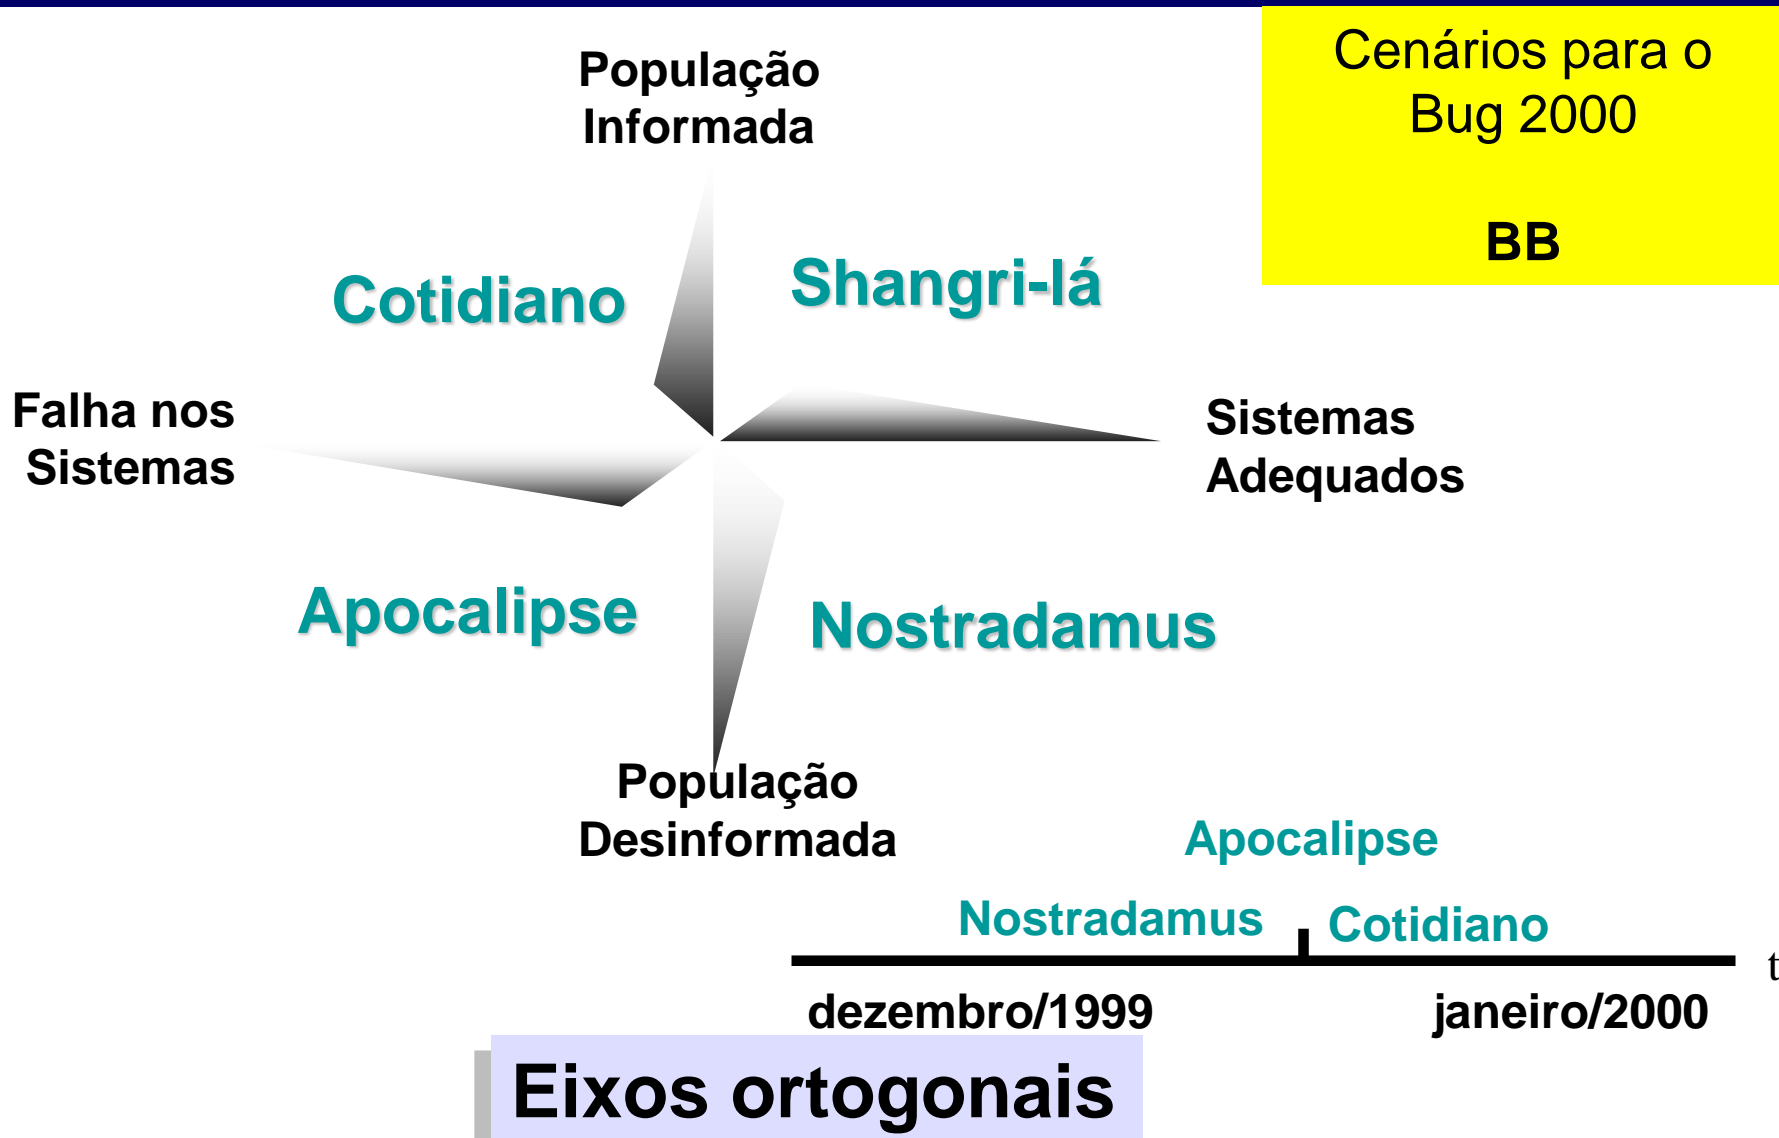 Cenários para o
Bug 2000
BB
População
Informada
Cotidiano
Shangri-lá
Falha nos
Sistemas
Sistemas
Adequados
Apocalipse
Nostradamus
População
Desinformada
Apocalipse
Nostradamus
Cotidiano
t
dezembro/1999
janeiro/2000
Eixos ortogonais